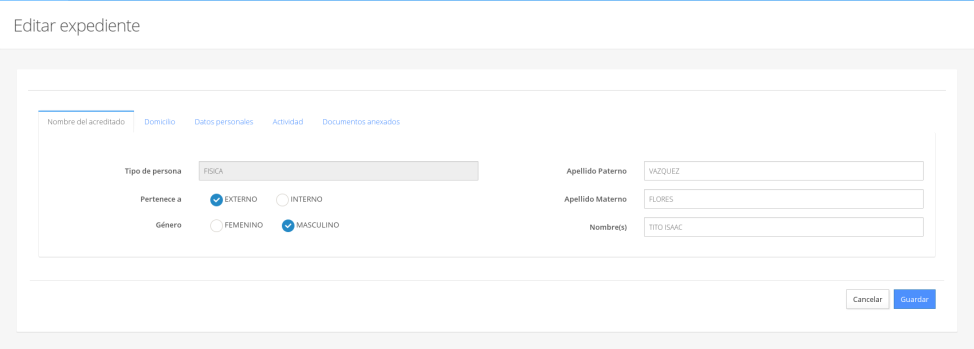 Editar expediente
Nombre del acreditado Domicilio Datos personales Actividad Documentos anexados
Tipo de persona FISICA Apellido Paterno VAZQUEZ
Pertenece a EXTERNO INTERNO Apellido Materno FLORES
Género FEMENINO MASCULINO Nombre(s) TITO ISAAC
Cancelar Guardar